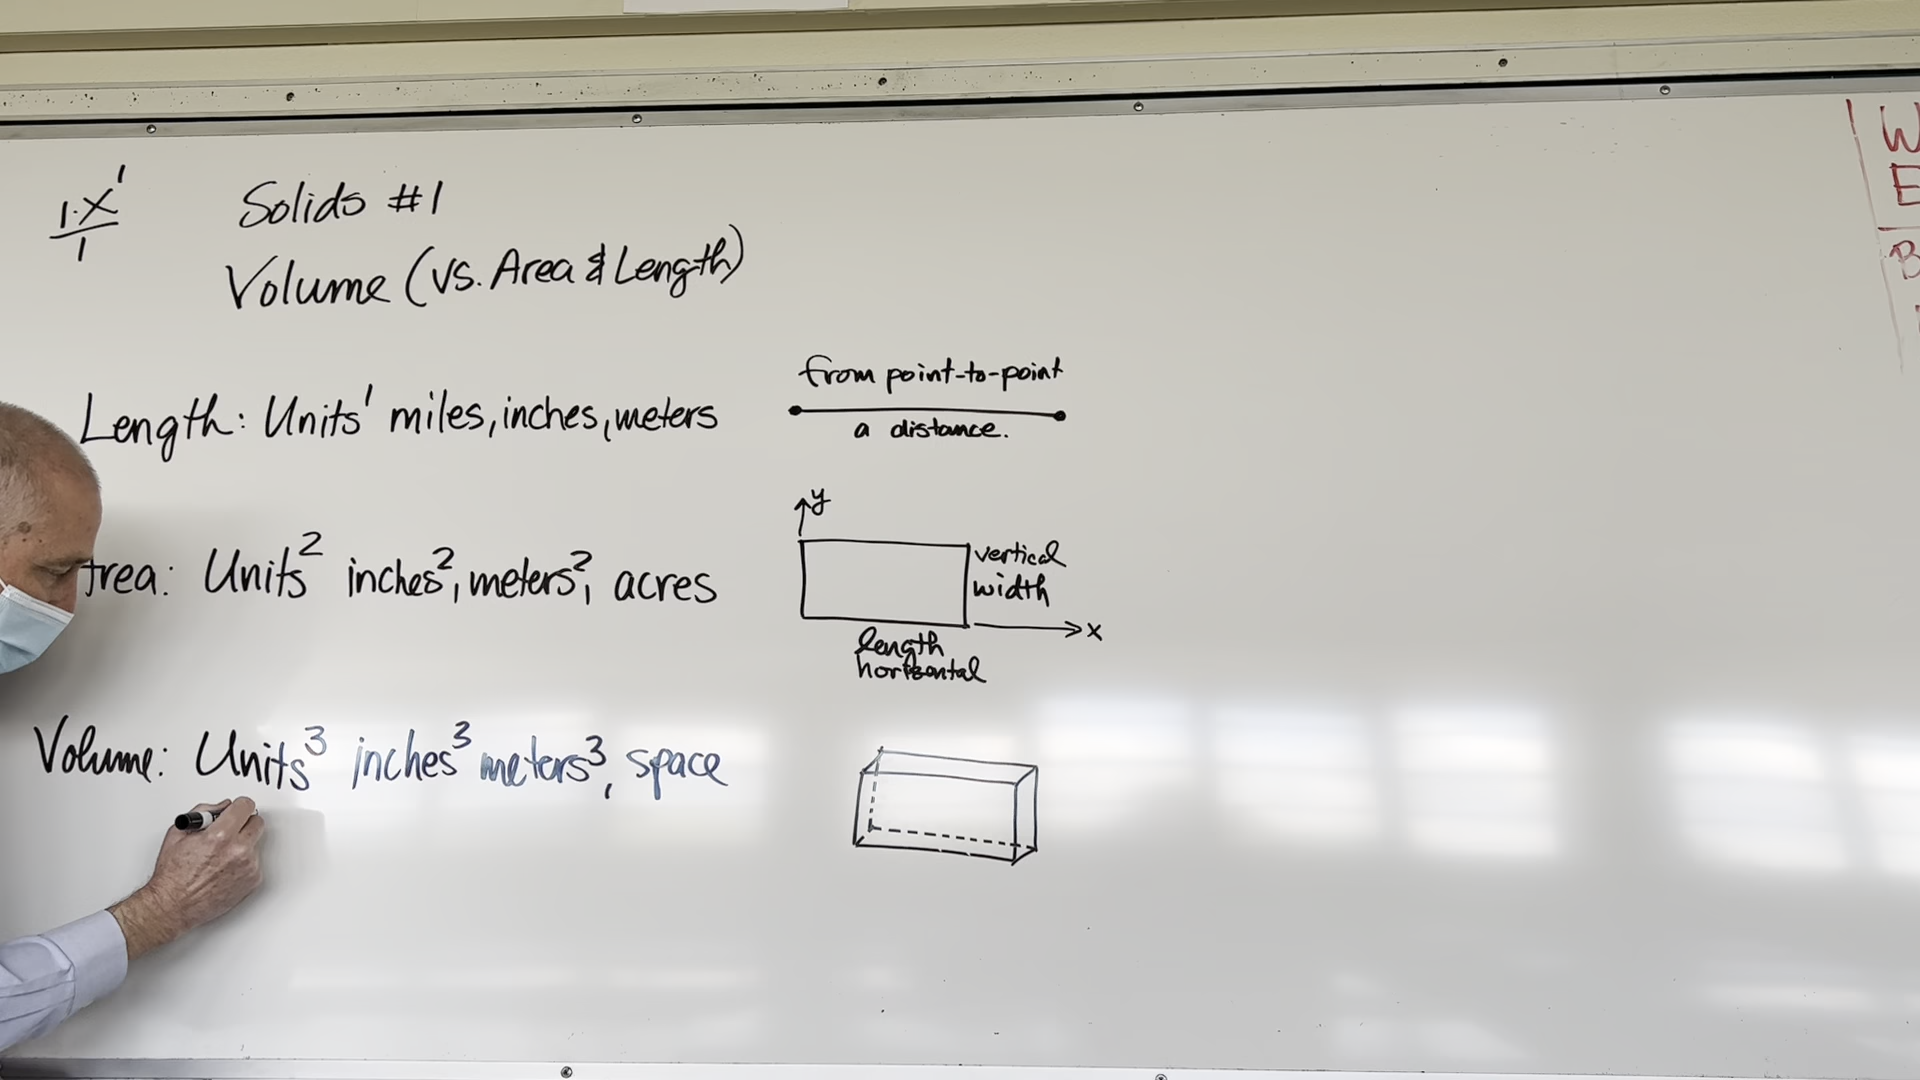 1·X¹
1
Solids #1
Volume (vs. Area & Length)
Length: Units¹ miles, inches, meters
from point-to-point
a distance.
y
trea: Units² inches², meters², acres
vertical
width
x
length
horizontal
Volume: Units³ inches³ meters³, space
W
E
B